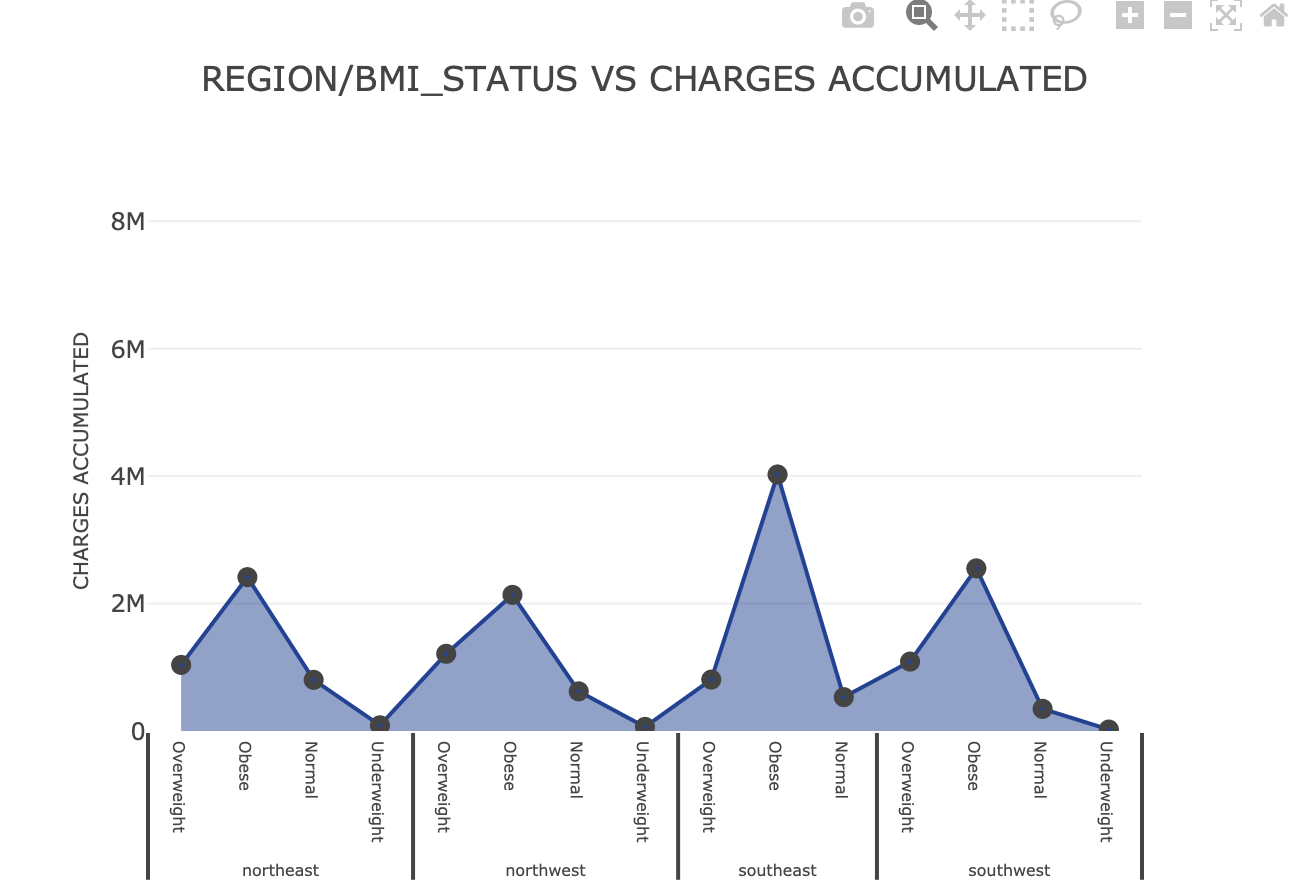 REGION/BMI_STATUS VS CHARGES ACCUMULATED
8M
6M
4M
2M
0
CHARGES ACCUMULATED
Overweight
Obese
Normal
Underweight
Overweight
Obese
Normal
Underweight
Overweight
Obese
Normal
Overweight
Obese
Normal
Underweight
northeast
northwest
southeast
southwest